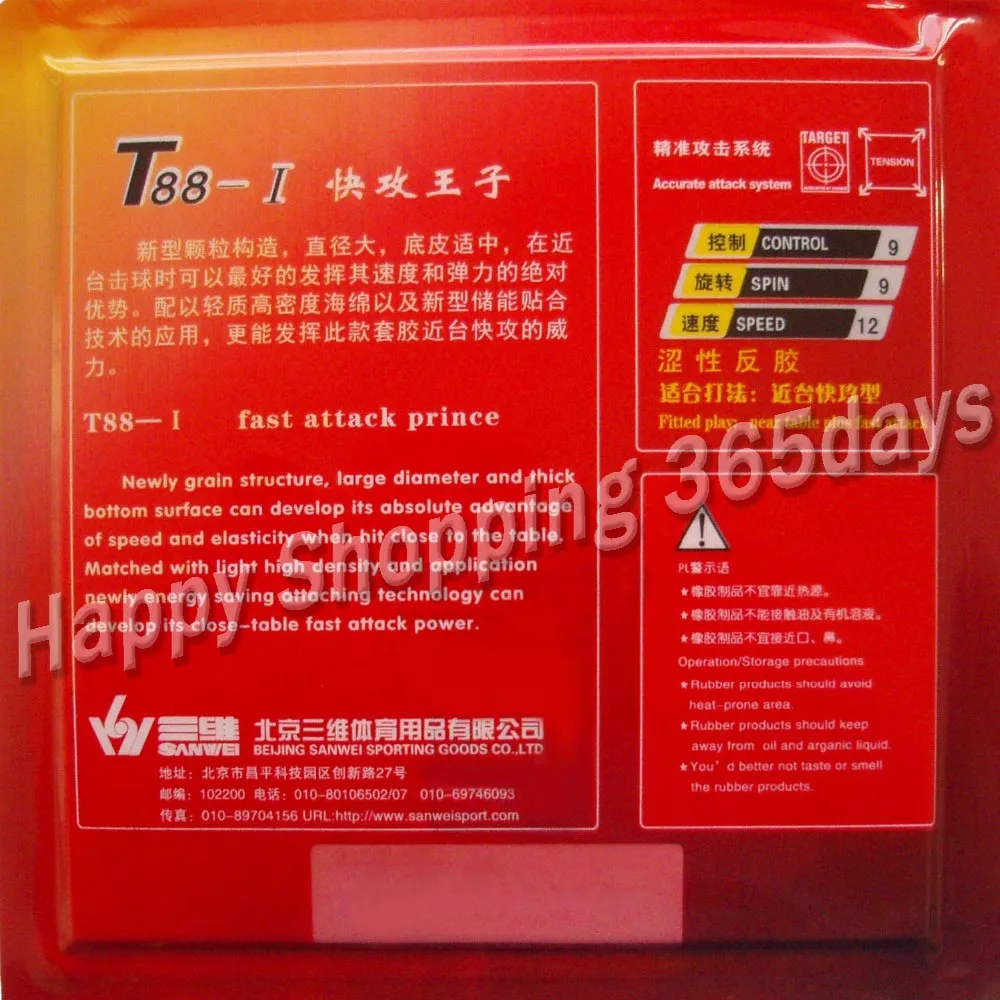 T88-I 快攻王子
新型颗粒构造，直径大，底皮适中，在近
台击球时可以最好的发挥其速度和弹力的绝对
优势。配以轻质高密度海绵以及新型储能贴合
技术的应用，更能发挥此款套胶近台快攻的威
力。
T88-I fast attack prince
Newly grain structure, large diameter and thick
bottom surface can develop its absolute advantage
of speed and elasticity when hit close to the table.
Matched with light high density and application
newly energy saving attaching technology can
develop its close-table fast attack power.
三维
SANWEI
北京三维体育用品有限公司
BEIJING SANWEI SPORTING GOODS CO.,LTD
地址：北京市昌平科技园区创新路27号
邮编：102200 电话：010-80106502/07 010-69746093
传真：010-89704156 URL:http://www.sanweisport.com
精准攻击系统
Accurate attack system
TARGET
TENSION
控制 CONTROL 9
旋转 SPIN 9
速度 SPEED 12
涩性反胶
适合打法：近台快攻型
Fitted play: near table plus fast attack
PL警示语
★橡胶制品不宜靠近热源。
★橡胶制品不能接触油及有机溶液。
★橡胶制品不宜接近口、鼻。
Operation/Storage precautions
★Rubber products should avoid
heat-prone area.
★Rubber products should keep
away from oil and arganic liquid.
★You'd better not taste or smell
the rubber products.
Happy Shopping 365days